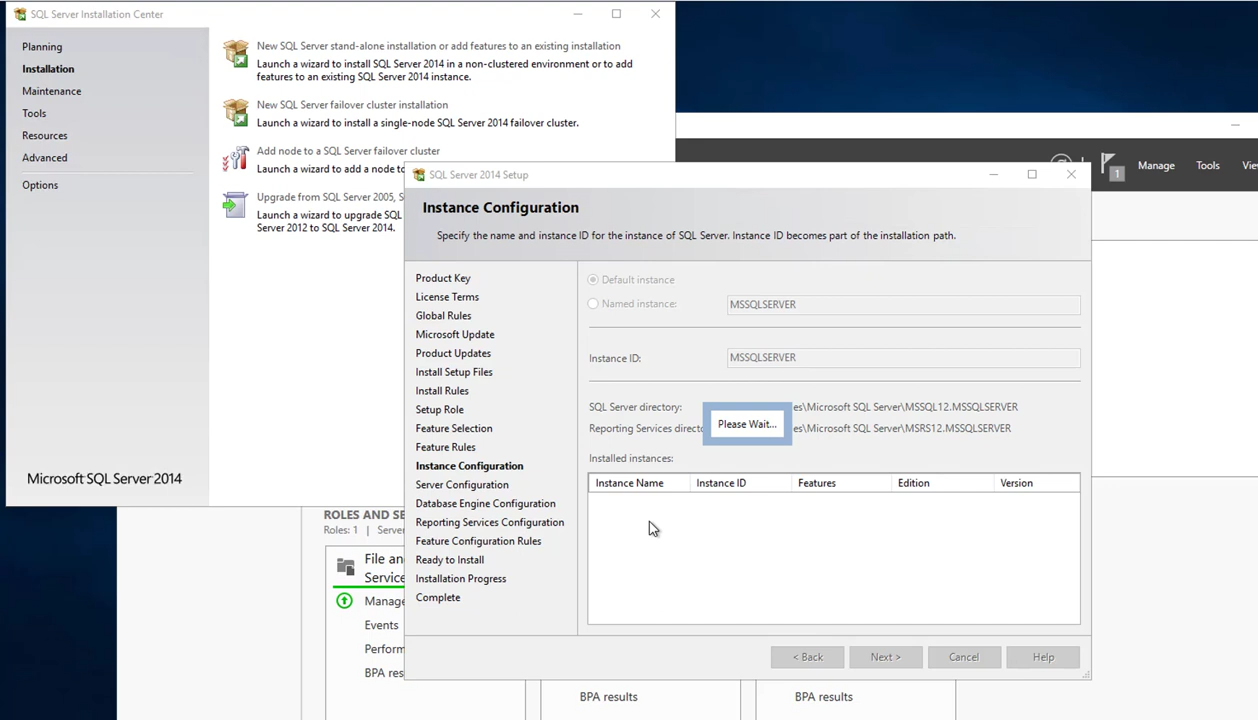 SQL Server Installation Center
Planning
Installation
Maintenance
Tools
Resources
Advanced
Options
Microsoft SQL Server 2014
New SQL Server stand-alone installation or add features to an existing installation
Launch a wizard to install SQL Server 2014 in a non-clustered environment or to add
features to an existing SQL Server 2014 instance.
New SQL Server failover cluster installation
Launch a wizard to install a single-node SQL Server 2014 failover cluster.
Add node to a SQL Server failover cluster
Launch a wizard to add a node to
Upgrade from SQL Server 2005, S
Launch a wizard to upgrade SQL
Server 2012 to SQL Server 2014.
1
Manage
Tools
SQL Server 2014 Setup
Instance Configuration
Specify the name and instance ID for the instance of SQL Server. Instance ID becomes part of the installation path.
Product Key
License Terms
Global Rules
Microsoft Update
Product Updates
Install Setup Files
Install Rules
Setup Role
Feature Selection
Feature Rules
Instance Configuration
Server Configuration
Database Engine Configuration
Reporting Services Configuration
Feature Configuration Rules
Ready to Install
Installation Progress
Complete
Default instance
Named instance: MSSQLSERVER
Instance ID: MSSQLSERVER
SQL Server directory: es\Microsoft SQL Server\MSSQL12.MSSQLSERVER
Please Wait...
Reporting Services directo es\Microsoft SQL Server\MSRS12.MSSQLSERVER
Installed instances:
Instance Name Instance ID Features Edition Version
< Back Next > Cancel Help
ROLES AND SE
Roles: 1 | Server
File an
Service
Manage
Events
Perform
BPA res
BPA results
BPA results